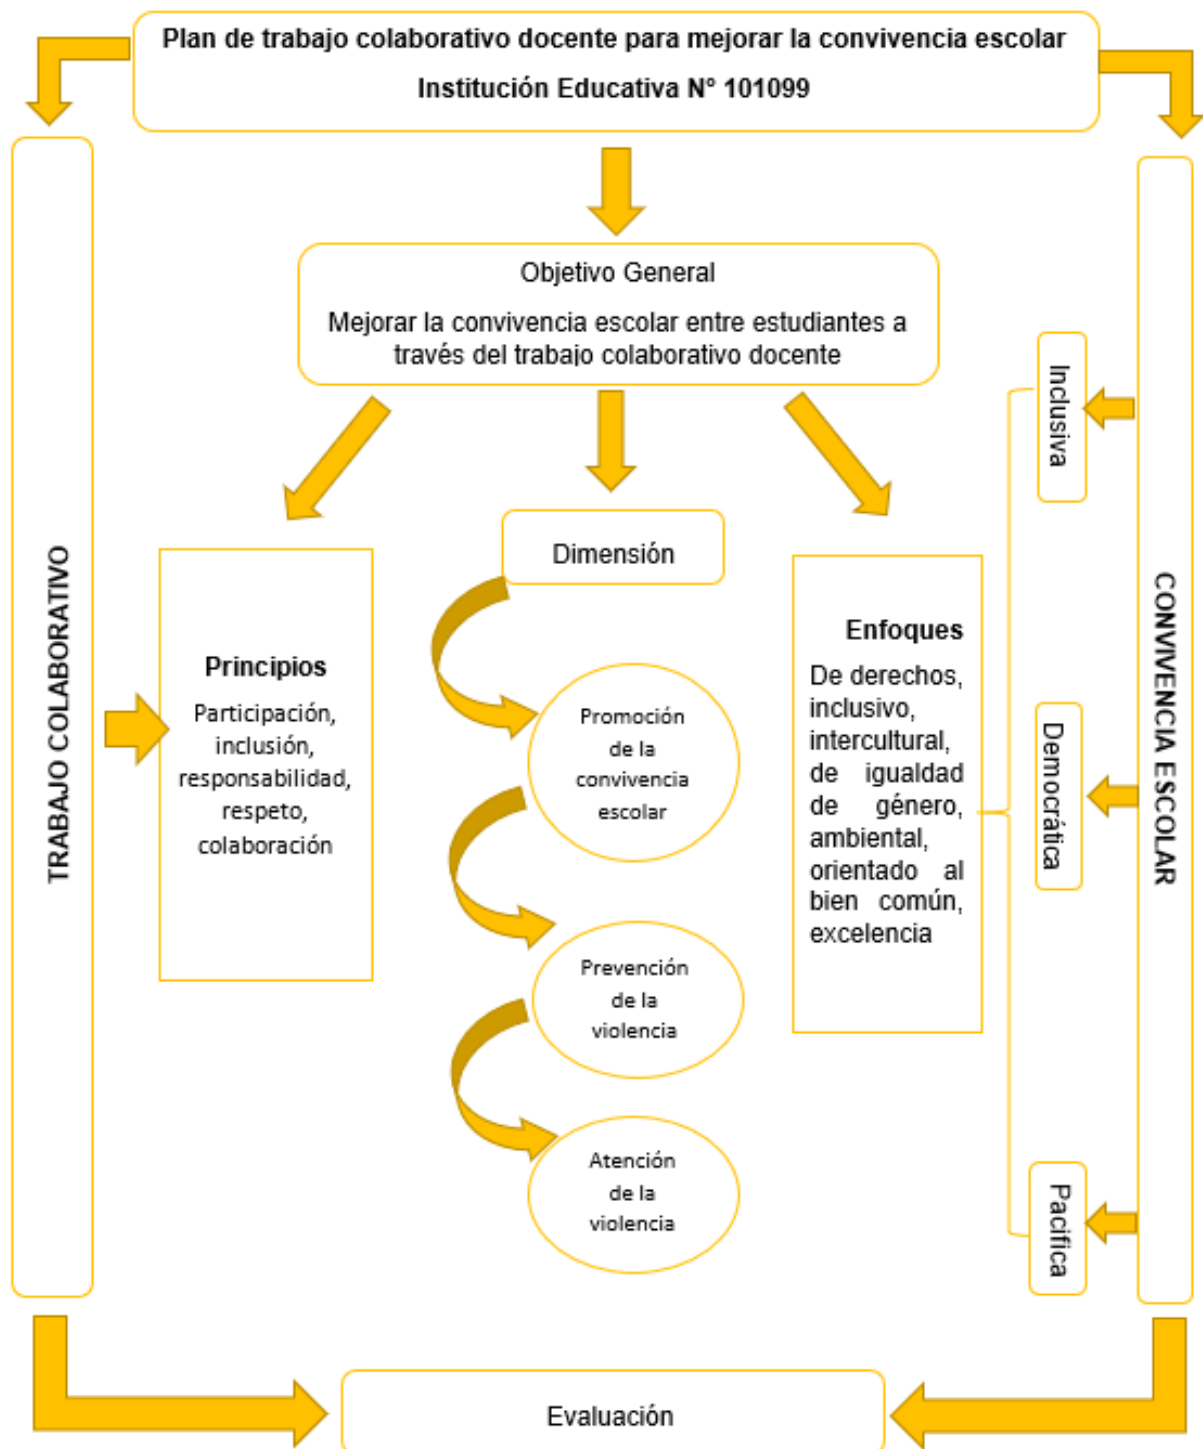 Plan de trabajo colaborativo docente para mejorar la convivencia escolar
Institución Educativa N° 101099
Objetivo General
Mejorar la convivencia escolar entre estudiantes a
través del trabajo colaborativo docente
TRABAJO COLABORATIVO
Principios
Participación,
inclusión,
responsabilidad,
respeto,
colaboración
Dimensión
Promoción
de la
convivencia
escolar
Prevención
de la
violencia
Atención
de la
violencia
Enfoques
De derechos,
inclusivo,
intercultural,
de igualdad
de género,
ambiental,
orientado al
bien común,
excelencia
Inclusiva
Democrática
Pacifica
CONVIVENCIA ESCOLAR
Evaluación